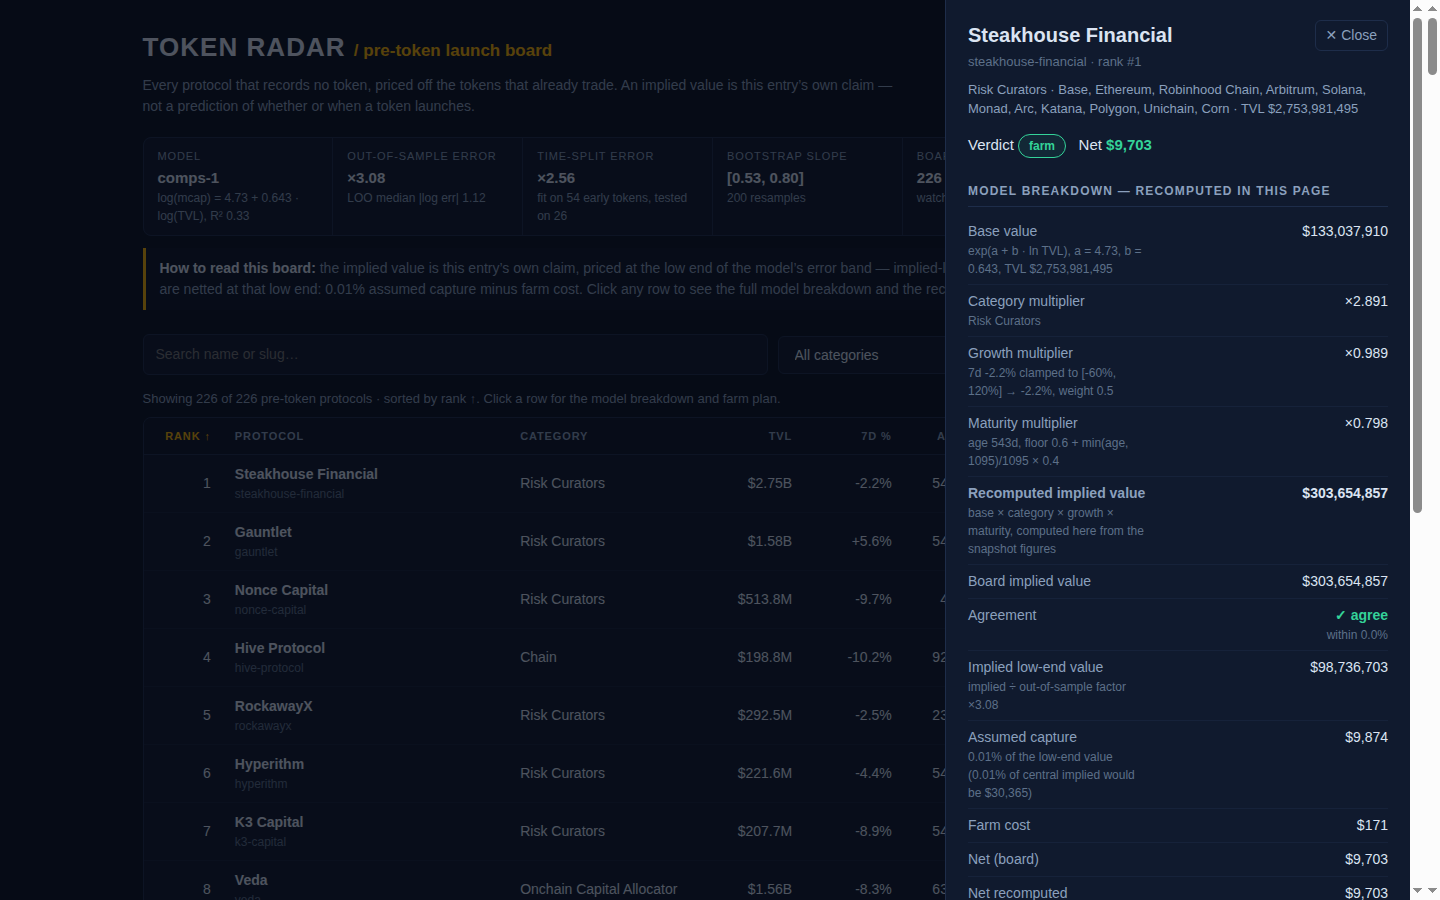 TOKEN RADAR / pre-token launch board
Every protocol that records no token, priced off the tokens that already trade. An implied value is this entry's own claim —
not a prediction of whether or when a token launches.
MODEL
comps-1
log(mcap) = 4.73 + 0.643 ·
log(TVL), R² 0.33
OUT-OF-SAMPLE ERROR
×3.08
LOO median |log err| 1.12
TIME-SPLIT ERROR
×2.56
fit on 54 early tokens, tested
on 26
BOOTSTRAP SLOPE
[0.53, 0.80]
200 resamples
226
How to read this board: the implied value is this entry's own claim, priced at the low end of the model's error band —
are netted at that low end: 0.01% assumed capture minus farm cost. Click any row to see the full model breakdown and the
Search name or slug…
All categories
Showing 226 of 226 pre-token protocols · sorted by rank ↑. Click a row for the model breakdown and farm plan.
RANK ↑ PROTOCOL CATEGORY TVL 7D %
1 Steakhouse Financial Risk Curators $2.75B -2.2%
steakhouse-financial
2 Gauntlet Risk Curators $1.58B +5.6%
gauntlet
3 Nonce Capital Risk Curators $513.8M -9.7%
nonce-capital
4 Hive Protocol Chain $198.8M -10.2%
hive-protocol
5 RockawayX Risk Curators $292.5M -2.5%
rockawayx
6 Hyperithm Risk Curators $221.6M -4.4%
hyperithm
7 K3 Capital Risk Curators $207.7M -8.9%
k3-capital
8 Veda Onchain Capital Allocator $1.56B -8.3%
Steakhouse Financial
✕ Close
steakhouse-financial · rank #1
Risk Curators · Base, Ethereum, Robinhood Chain, Arbitrum, Solana,
Monad, Arc, Katana, Polygon, Unichain, Corn · TVL $2,753,981,495
Verdict farm Net $9,703
MODEL BREAKDOWN — RECOMPUTED IN THIS PAGE
Base value $133,037,910
exp(a + b · ln TVL), a = 4.73, b =
0.643, TVL $2,753,981,495
Category multiplier ×2.891
Risk Curators
Growth multiplier ×0.989
7d -2.2% clamped to [-60%,
120%] → -2.2%, weight 0.5
Maturity multiplier ×0.798
age 543d, floor 0.6 + min(age,
1095)/1095 × 0.4
Recomputed implied value $303,654,857
base × category × growth ×
maturity, computed here from the
snapshot figures
Board implied value $303,654,857
Agreement ✓ agree
within 0.0%
Implied low-end value $98,736,703
implied ÷ out-of-sample factor
×3.08
Assumed capture $9,874
0.01% of the low-end value
(0.01% of central implied would
be $30,365)
Farm cost $171
Net (board) $9,703
Net recomputed $9,703